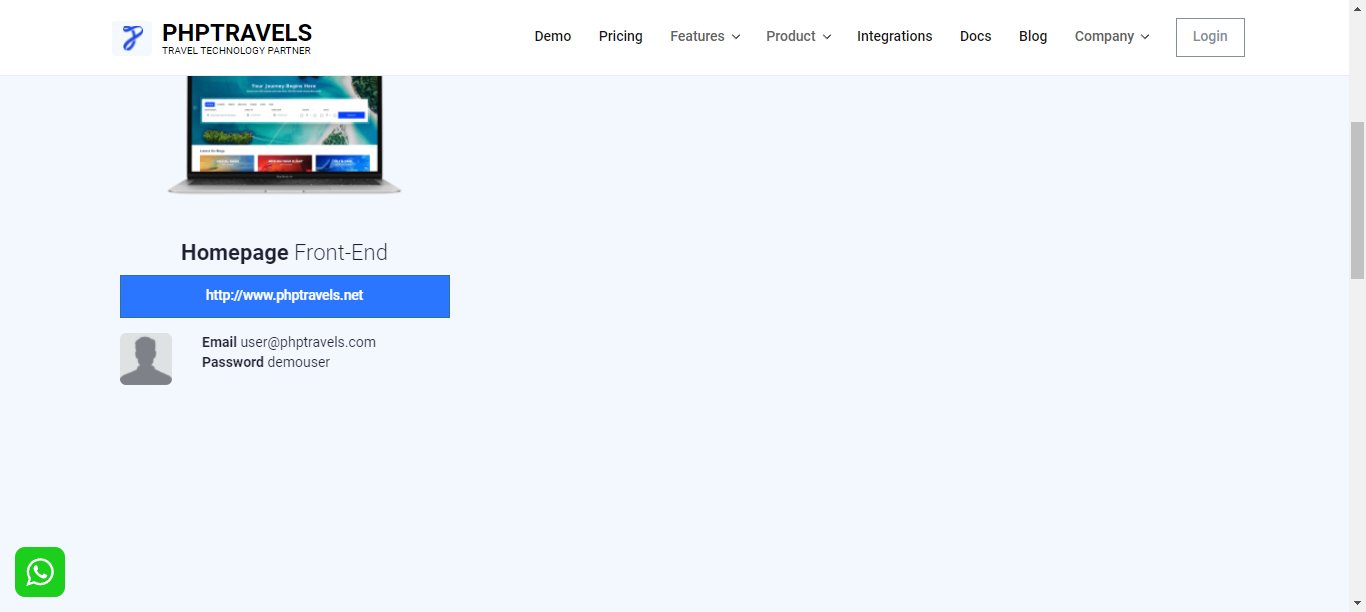 PHPTRAVELS
TRAVEL TECHNOLOGY PARTNER
Demo Pricing Features Product Integrations Docs Blog Company Login
Your Journey Begins Here
Homepage Front-End
http://www.phptravels.net
Email user@phptravels.com
Password demouser